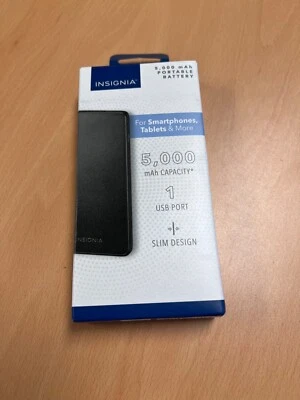 INSIGNIA™
5,000 mAh
PORTABLE
BATTERY
For Smartphones,
Tablets & More
5,000
mAh CAPACITY*
1
USB PORT
SLIM DESIGN
INSIGNIA